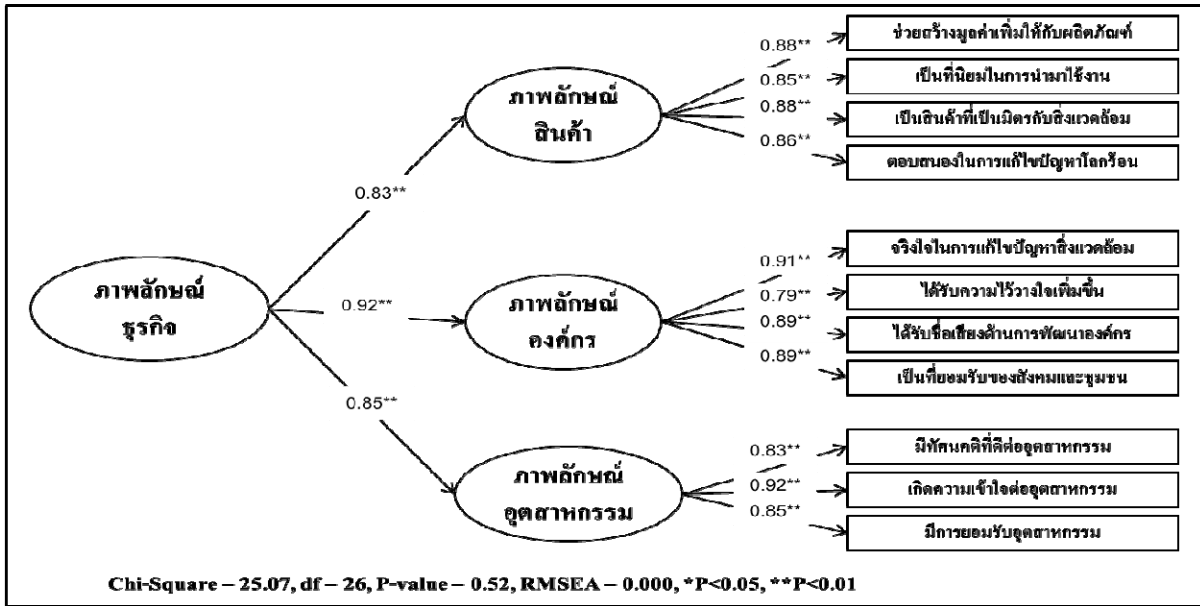 0.88**
ช่วยสร้างมูลค่าเพิ่มให้กับผลิตภัณฑ์
0.85**
เป็นที่นิยมในการนำมาใช้งาน
ภาพลักษณ์
สินค้า
0.88**
เป็นสินค้าที่เป็นมิตรกับสิ่งแวดล้อม
0.86**
ตอบสนองในการแก้ไขปัญหาโลกร้อน
0.83**
0.91**
จริงใจในการแก้ไขปัญหาสิ่งแวดล้อม
0.79**
ได้รับความไว้วางใจเพิ่มขึ้น
ภาพลักษณ์
ธุรกิจ
0.92**
ภาพลักษณ์
องค์กร
0.89**
ได้รับชื่อเสียงด้านการพัฒนาองค์กร
0.89**
เป็นที่ยอมรับของสังคมและชุมชน
0.85**
0.83**
มีทัศนคติที่ดีต่ออุตสาหกรรม
ภาพลักษณ์
อุตสาหกรรม
0.92**
เกิดความเข้าใจต่ออุตสาหกรรม
0.85**
มีการยอมรับอุตสาหกรรม
Chi-Square – 25.07, df – 26, P-value – 0.52, RMSEA – 0.000, *P<0.05, **P<0.01